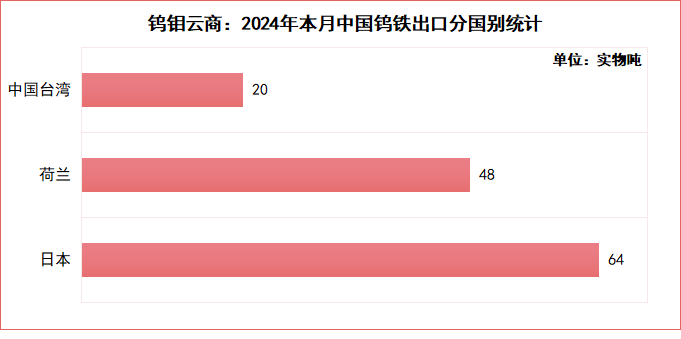 钨钼云商：2024年本月中国钨铁出口分国别统计
单位：实物吨
中国台湾 20
荷兰 48
日本 64